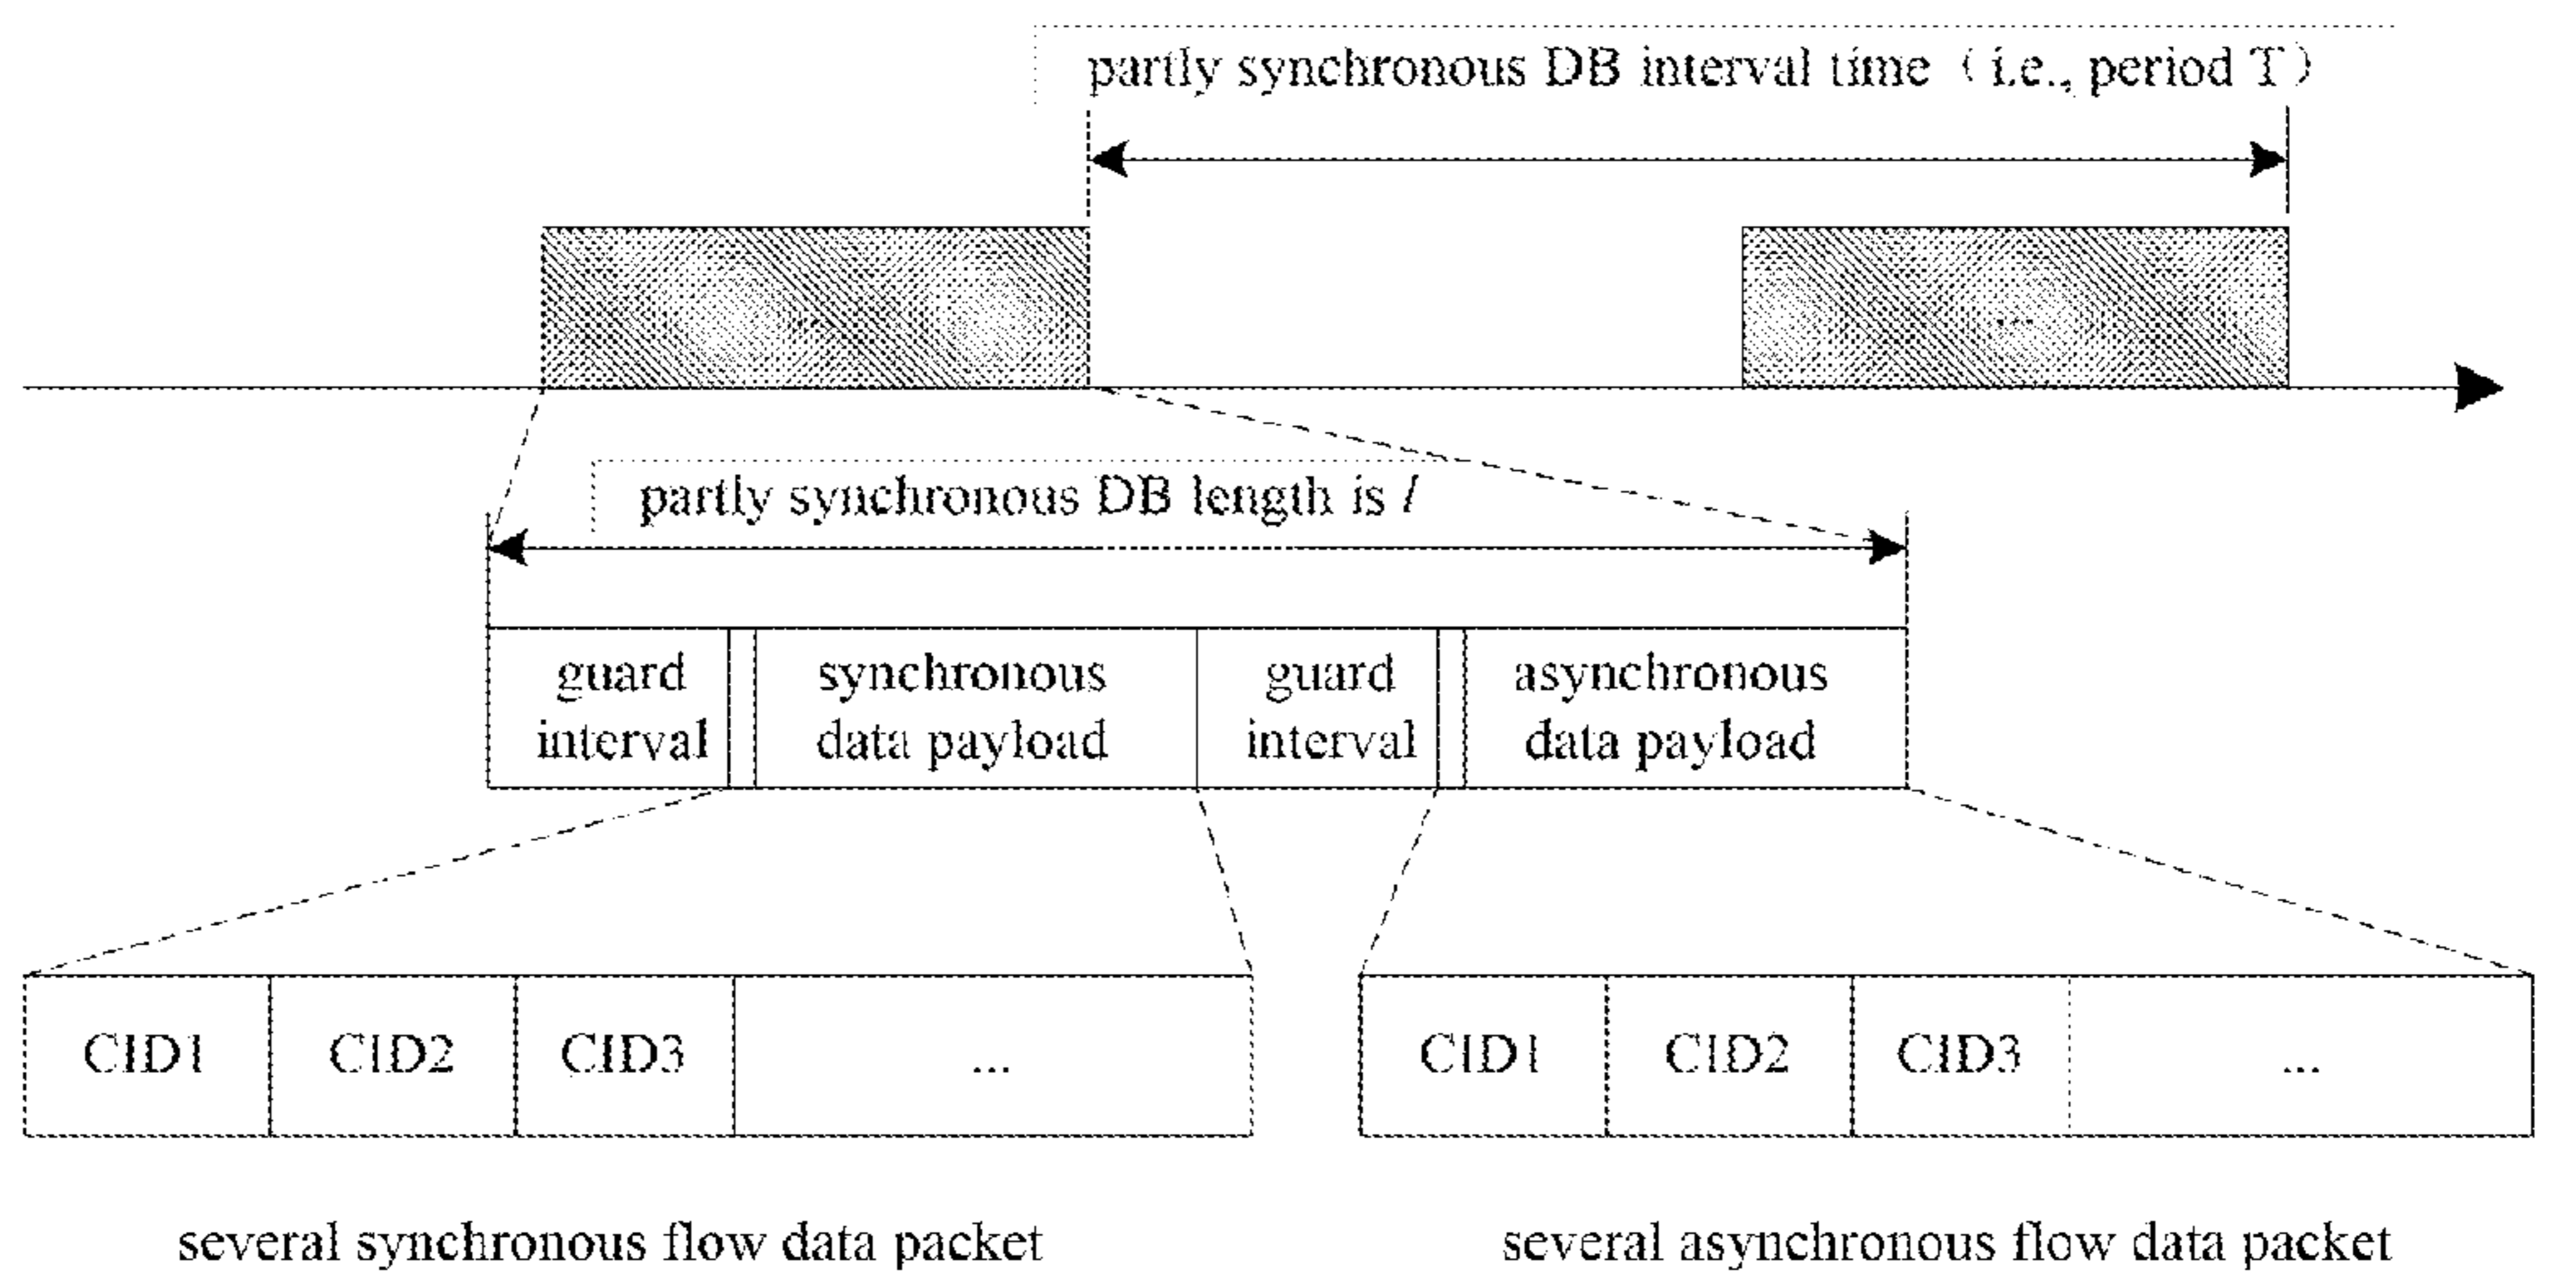 partly synchronous DB interval time（i.e., period T）
...
partly synchronous DB length is l
guard interval
synchronous data payload
guard interval
asynchronous data payload
CID1 CID2 CID3 ...
CID1 CID2 CID3 ...
several synchronous flow data packet
several asynchronous flow data packet